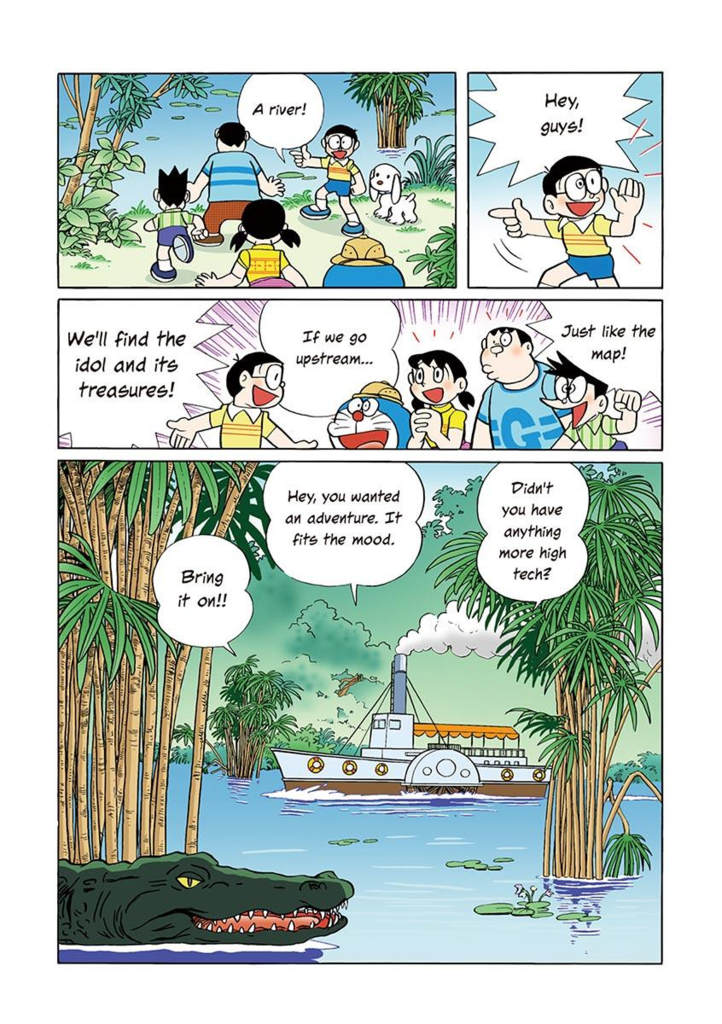 Hey,
guys!
A river!
Just like the
map!
If we go
upstream...
We'll find the
idol and its
treasures!
G
Didn't
you have
anything
more high
tech?
Hey, you wanted
an adventure. It
fits the mood.
Bring
it on!!